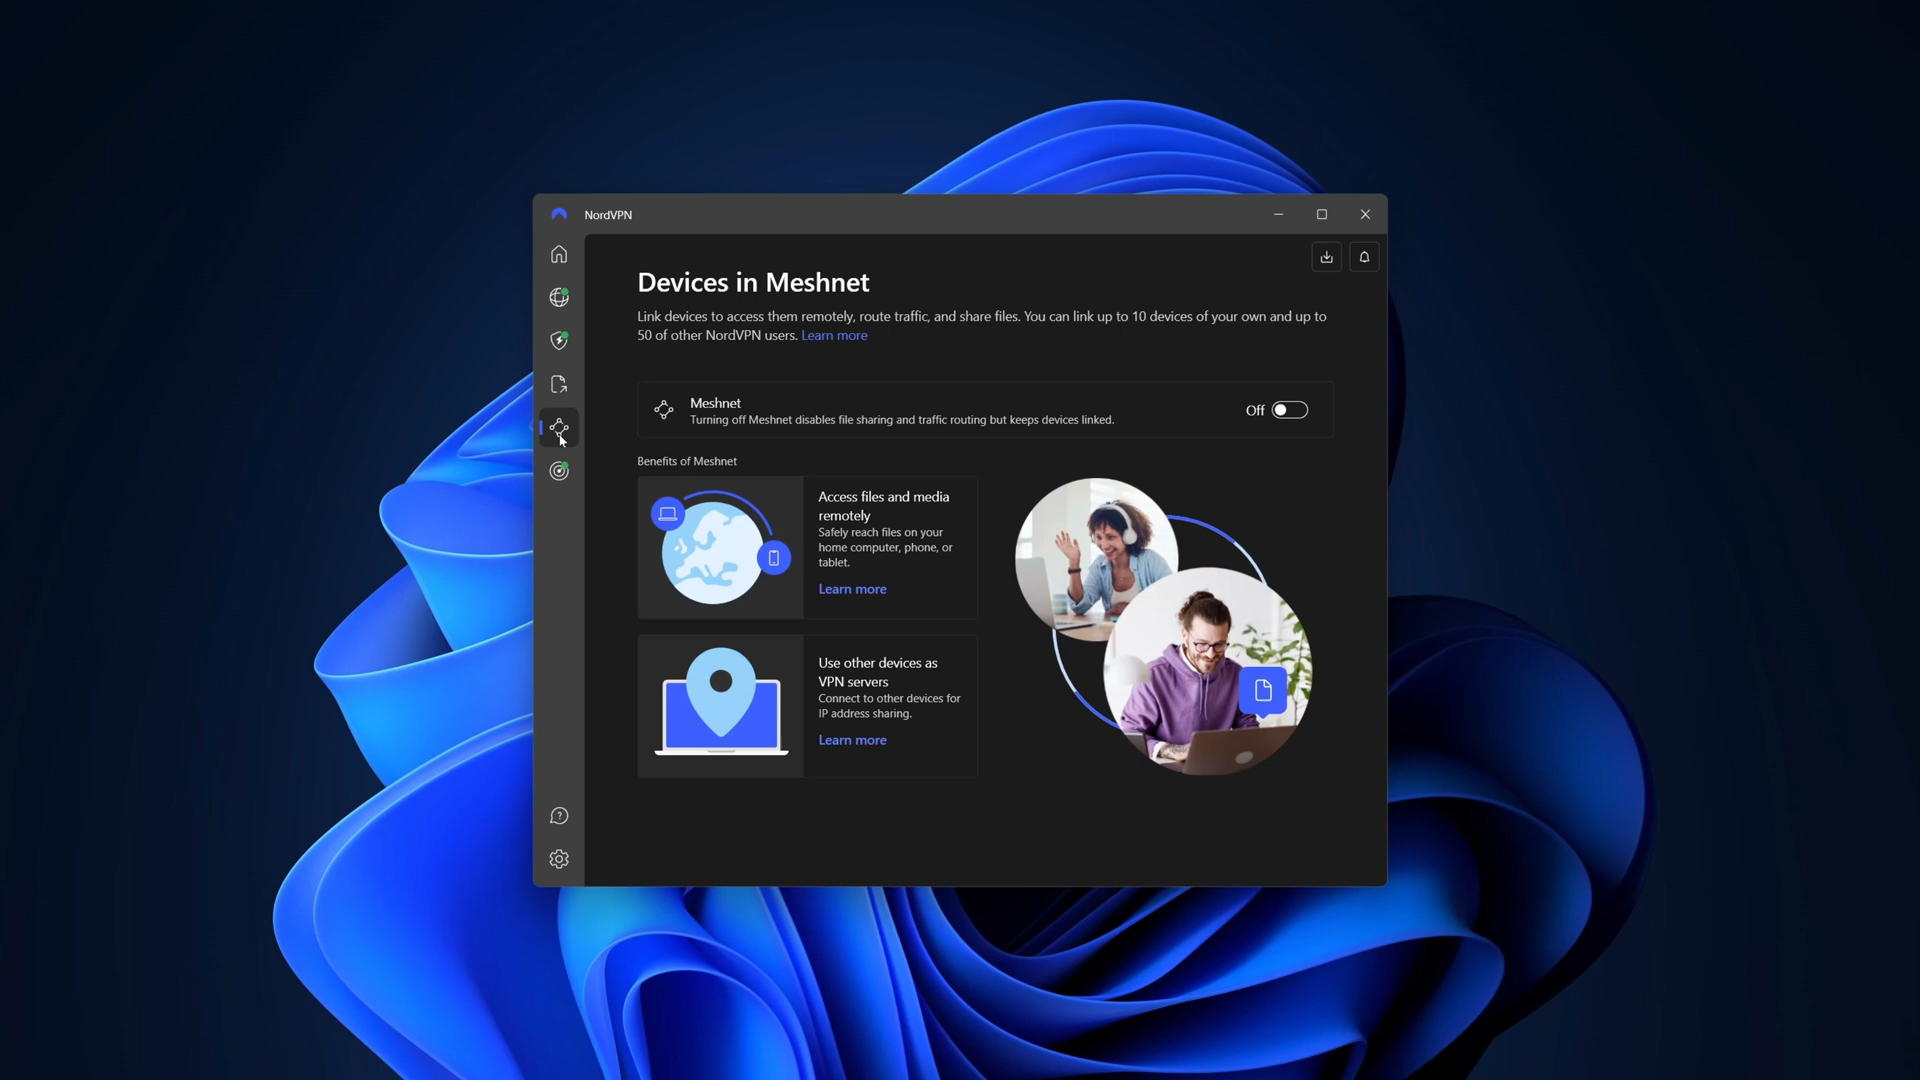 NordVPN
Devices in Meshnet
Link devices to access them remotely, route traffic, and share files. You can link up to 10 devices of your own and up to
50 of other NordVPN users. Learn more
Meshnet
Turning off Meshnet disables file sharing and traffic routing but keeps devices linked.
Off
Benefits of Meshnet
Access files and media
remotely
Safely reach files on your
home computer, phone, or
tablet.
Learn more
Use other devices as
VPN servers
Connect to other devices for
IP address sharing.
Learn more